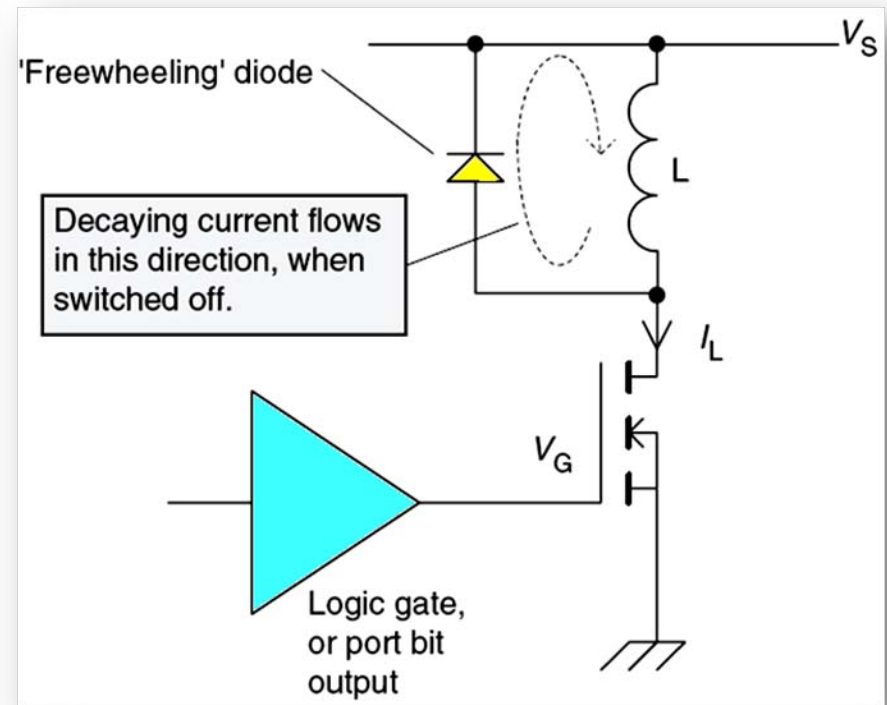 V_S
'Freewheeling' diode
L
Decaying current flows
in this direction, when
switched off.
I_L
V_G
Logic gate,
or port bit
output